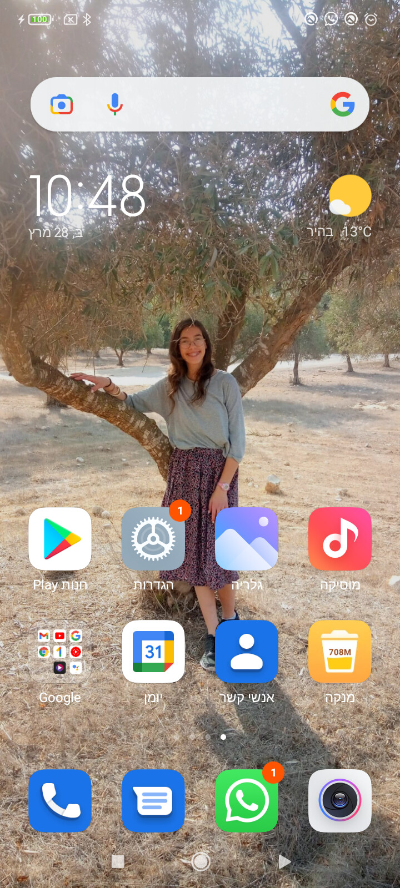 100
10:48
ב, 28 מרץ
13°C בהיר
1
חנות Play
הגדרות
גלריה
מוסיקה
31
708M
Google
יומן
אנשי קשר
מנקה
1